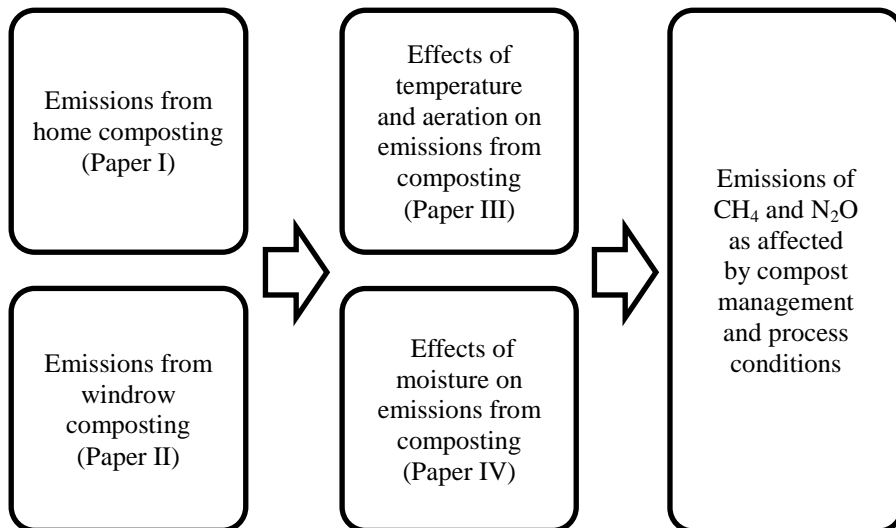 Emissions from
home composting
(Paper I)
Emissions from
windrow
composting
(Paper II)
Effects of
temperature
and aeration on
emissions from
composting
(Paper III)
Effects of
moisture on
emissions from
composting
(Paper IV)
Emissions of
CH₄ and N₂O
as affected
by compost
management
and process
conditions